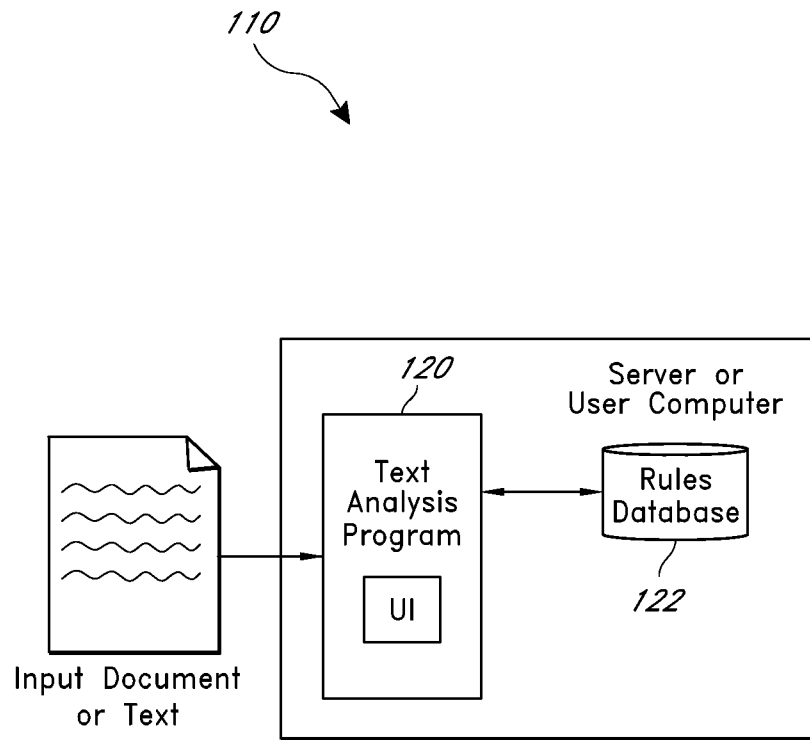 110
120
Server or
User Computer
Text
Analysis
Program
Rules
Database
UI
122
Input Document
or Text